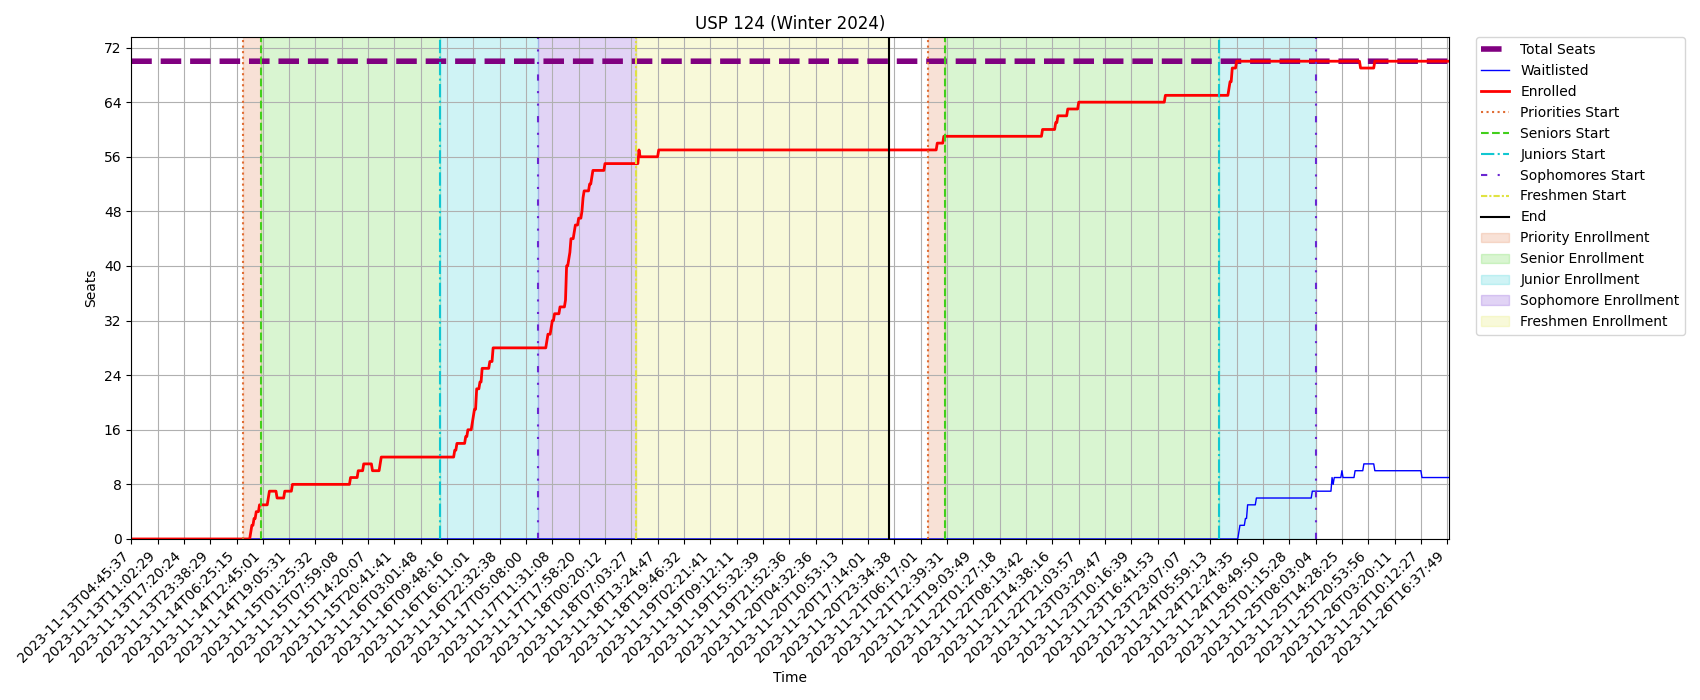 USP 124 (Winter 2024)
72
64
56
48
40
32
24
16
8
0
Seats
2023-11-13T04:45:37
2023-11-13T11:02:29
2023-11-13T17:20:24
2023-11-13T23:38:29
2023-11-14T06:25:15
2023-11-14T12:45:01
2023-11-14T19:05:31
2023-11-15T01:25:32
2023-11-15T07:59:08
2023-11-15T14:20:07
2023-11-15T20:41:41
2023-11-16T03:01:48
2023-11-16T09:48:16
2023-11-16T16:11:01
2023-11-16T22:32:38
2023-11-17T05:08:00
2023-11-17T11:31:08
2023-11-17T17:58:20
2023-11-18T00:20:12
2023-11-18T07:03:27
2023-11-18T13:24:47
2023-11-18T19:46:32
2023-11-19T02:21:41
2023-11-19T09:12:11
2023-11-19T15:32:39
2023-11-19T21:52:36
2023-11-20T04:32:36
2023-11-20T10:53:13
2023-11-20T17:14:01
2023-11-20T23:34:38
2023-11-21T06:17:01
2023-11-21T12:39:31
2023-11-21T19:03:49
2023-11-22T01:27:18
2023-11-22T08:13:42
2023-11-22T14:38:16
2023-11-22T21:03:57
2023-11-23T03:29:47
2023-11-23T10:16:39
2023-11-23T16:41:53
2023-11-23T23:07:07
2023-11-24T05:59:13
2023-11-24T12:24:35
2023-11-24T18:49:50
2023-11-25T01:15:28
2023-11-25T08:03:04
2023-11-25T14:28:25
2023-11-25T20:53:56
2023-11-26T03:20:11
2023-11-26T10:12:27
2023-11-26T16:37:49
Time
Total Seats
Waitlisted
Enrolled
Priorities Start
Seniors Start
Juniors Start
Sophomores Start
Freshmen Start
End
Priority Enrollment
Senior Enrollment
Junior Enrollment
Sophomore Enrollment
Freshmen Enrollment